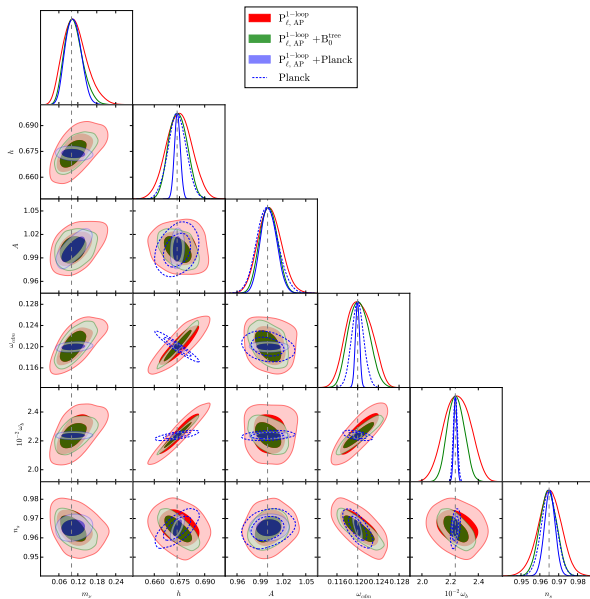 P^{1-loop}_{ℓ, AP}
P^{1-loop}_{ℓ, AP} +B^{tree}_0
P^{1-loop}_{ℓ, AP} +Planck
Planck
0.690
0.675
0.660
h
1.05
1.02
0.99
0.96
A
0.128
0.124
0.120
0.116
ω_{cdm}
2.4
2.2
2.0
10^{-2} ω_b
0.98
0.97
0.96
0.95
n_s
0.06 0.12 0.18 0.24
0.660 0.675 0.690
0.96 0.99 1.02 1.05
0.116 0.120 0.124 0.128
2.0 2.2 2.4
0.95 0.96 0.97 0.98
h
A
ω_{cdm}
10^{-2} ω_b
n_s